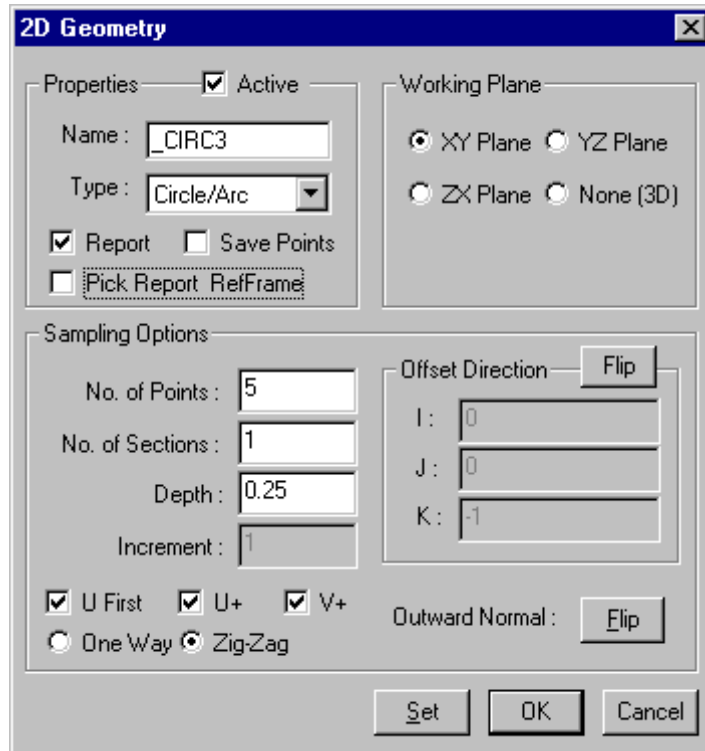 2D Geometry
Properties Active
Name : _CIRC3
Type : Circle/Arc
Report Save Points
Pick Report RefFrame
Working Plane
XY Plane YZ Plane
ZX Plane None (3D)
Sampling Options
No. of Points : 5
No. of Sections : 1
Depth : 0.25
Increment : 1
U First U+ V+
One Way Zig-Zag
Offset Direction Flip
I : 0
J : 0
K : -1
Outward Normal : Flip
Set OK Cancel